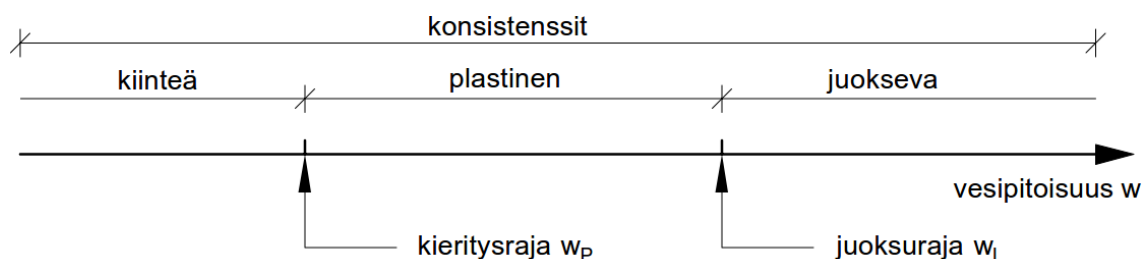 konsistenssit
kiinteä plastinen juokseva
vesipitoisuus w
kieritysraja wP juoksuraja wL